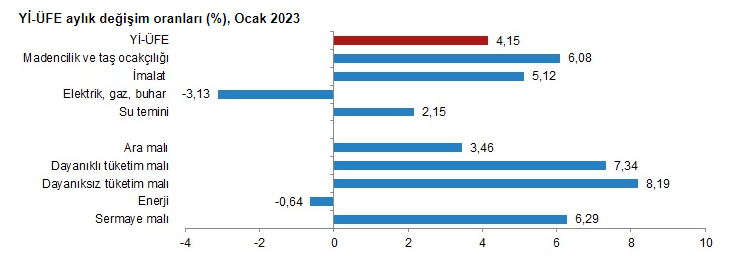 Yİ-ÜFE aylık değişim oranları (%), Ocak 2023
Yİ-ÜFE 4,15
Madencilik ve taş ocakçılığı 6,08
İmalat 5,12
Elektrik, gaz, buhar -3,13
Su temini 2,15
Ara malı 3,46
Dayanıklı tüketim malı 7,34
Dayanıksız tüketim malı 8,19
Enerji -0,64
Sermaye malı 6,29
-4 -2 0 2 4 6 8 10